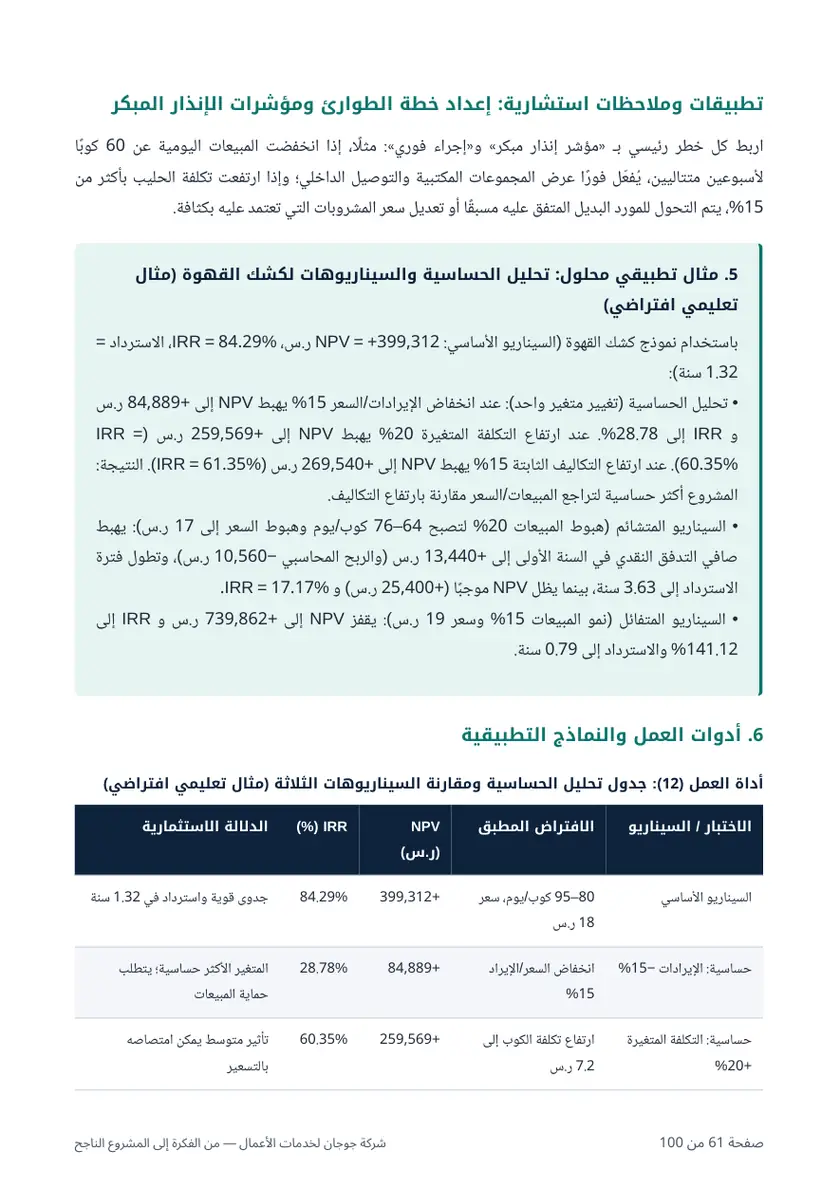 تطبيقات وملاحظات استشارية: إعداد خطة الطوارئ ومؤشرات الإنذار المبكر
اربط كل خطر رئيسي بـ «مؤشر إنذار مبكر» و«إجراء فوري»: مثلًا، إذا انخفضت المبيعات اليومية عن 60 كوبًا
لأسبوعين متتاليين، يُفعَل فورًا عرض المجموعات المكتبية والتوصيل الداخلي؛ وإذا ارتفعت تكلفة الحليب بأكثر من
15%، يتم التحول للمورد البديل المتفق عليه مسبقًا أو تعديل سعر المشروبات التي تعتمد عليه بكثافة.
5. مثال تطبيقي محلول: تحليل الحساسية والسيناريوهات لكشك القهوة (مثال
تعليمي افتراضي)
باستخدام نموذج كشك القهوة (السيناريو الأساسي: NPV = +399,312 ر.س، IRR = 84.29%، الاسترداد =
1.32 سنة):
• تحليل الحساسية (تغيير متغير واحد): عند انخفاض الإيرادات/السعر 15% يهبط NPV إلى +84,889 ر.س
و IRR إلى 28.78%. عند ارتفاع التكلفة المتغيرة 20% يهبط NPV إلى +259,569 ر.س (IRR =
60.35%). عند ارتفاع التكاليف الثابتة 15% يهبط NPV إلى +269,540 ر.س (IRR = 61.35%). النتيجة:
المشروع أكثر حساسية لتراجع المبيعات/السعر مقارنة بارتفاع التكاليف.
• السيناريو المتشائم (هبوط المبيعات 20% لتصبح 64–76 كوب/يوم وهبوط السعر إلى 17 ر.س): يهبط
صافي التدفق النقدي في السنة الأولى إلى +13,440 ر.س (والربح المحاسبي −10,560 ر.س)، وتطول فترة
الاسترداد إلى 3.63 سنة، بينما يظل NPV موجبًا (+25,400 ر.س) و IRR = 17.17%.
• السيناريو المتفائل (نمو المبيعات 15% وسعر 19 ر.س): يقفز NPV إلى +739,862 ر.س و IRR إلى
141.12% والاسترداد إلى 0.79 سنة.
6. أدوات العمل والنماذج التطبيقية
أداة العمل (12): جدول تحليل الحساسية ومقارنة السيناريوهات الثلاثة (مثال تعليمي افتراضي)
الاختبار / السيناريو الافتراض المطبق NPV IRR (%) الدلالة الاستثمارية
(ر.س)
السيناريو الأساسي 80–95 كوب/يوم، سعر +399,312 84.29% جدوى قوية واسترداد في 1.32 سنة
18 ر.س
حساسية: الإيرادات −15% انخفاض السعر/الإيراد +84,889 28.78% المتغير الأكثر حساسية؛ يتطلب
15% حماية المبيعات
حساسية: التكلفة المتغيرة ارتفاع تكلفة الكوب إلى +259,569 60.35% تأثير متوسط يمكن امتصاصه
+20% 7.2 ر.س بالتسعير
صفحة 61 من 100 شركة جوجان لخدمات الأعمال — من الفكرة إلى المشروع الناجح